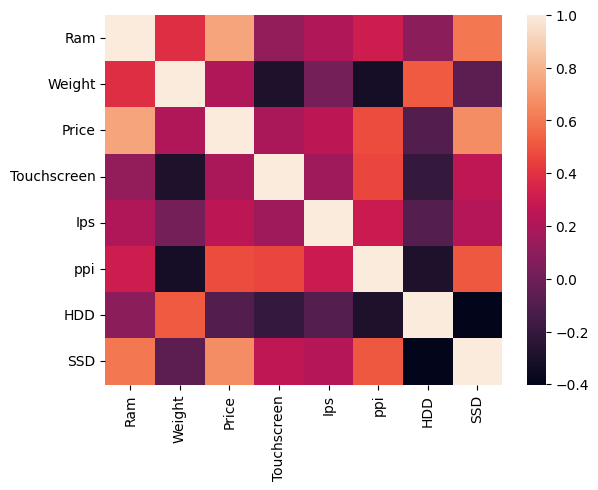 Ram
Weight
Price
Touchscreen
Ips
ppi
HDD
SSD
Ram
Weight
Price
Touchscreen
Ips
ppi
HDD
SSD
1.0
0.8
0.6
0.4
0.2
0.0
−0.2
−0.4